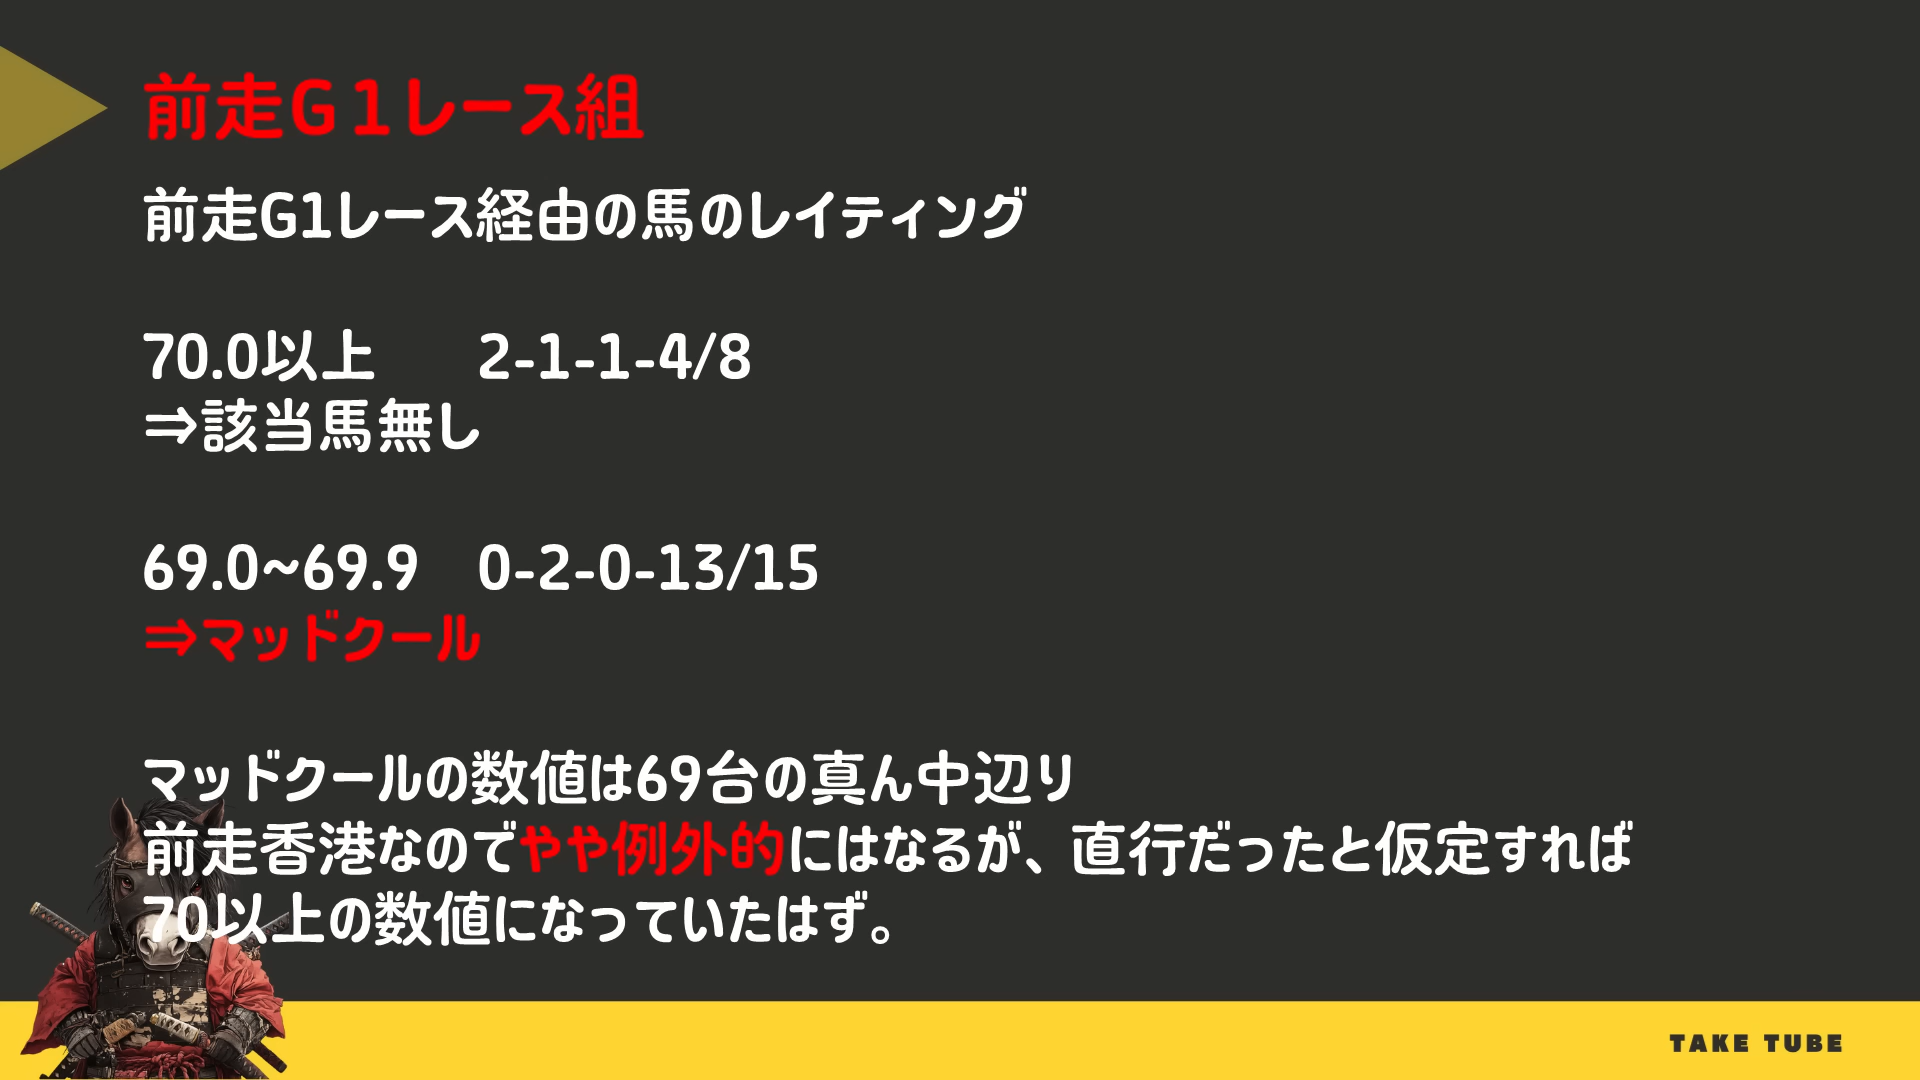 前走G１レース組
前走G1レース経由の馬のレイティング
70.0以上　2-1-1-4/8
⇒該当馬無し
69.0~69.9　0-2-0-13/15
⇒マッドクール
マッドクールの数値は69台の真ん中辺り
前走香港なのでやや例外的にはなるが、直行だったと仮定すれば
70以上の数値になっていたはず。
TAKE TUBE